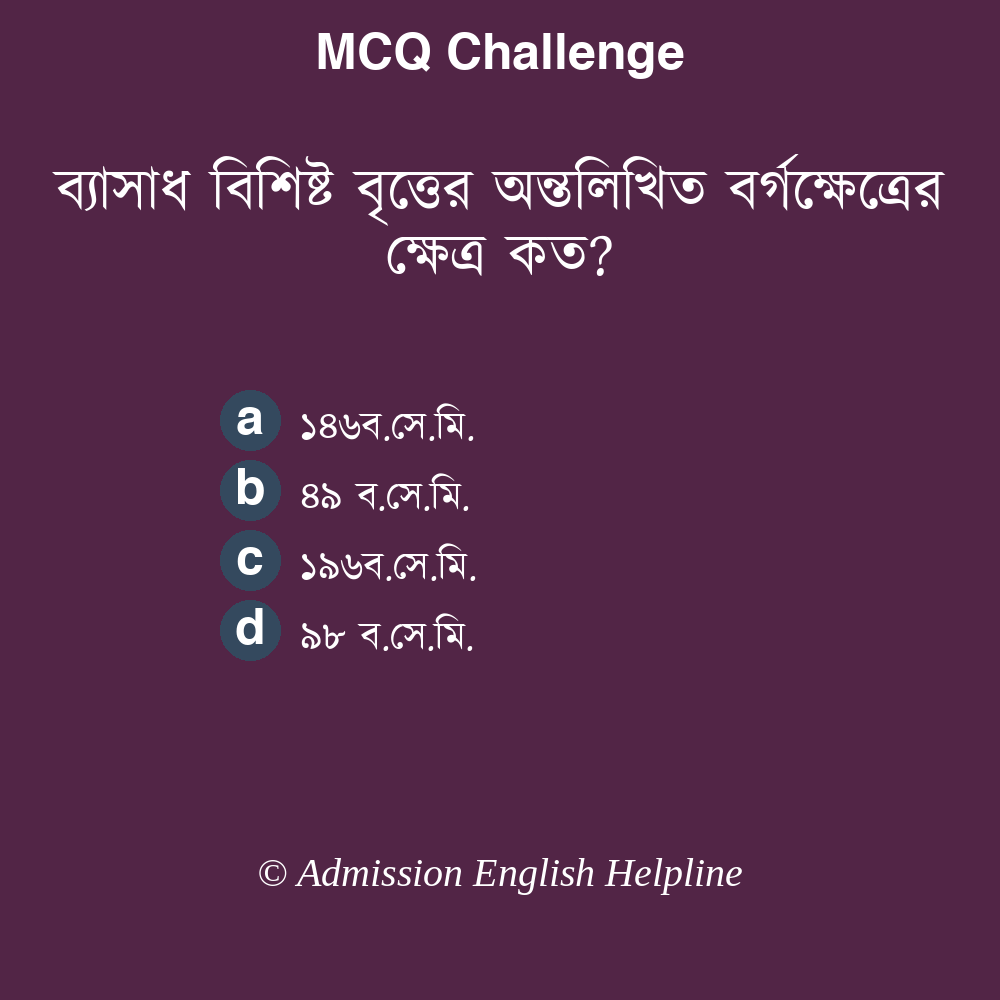 MCQ Challenge
ব্যাসাধ বিশিষ্ট বৃত্তের অন্তলিখিত বর্গক্ষেত্রের
ক্ষেত্র কত?
a ১৪৬ব.সে.মি.
b ৪৯ ব.সে.মি.
c ১৯৬ব.সে.মি.
d ৯৮ ব.সে.মি.
© Admission English Helpline